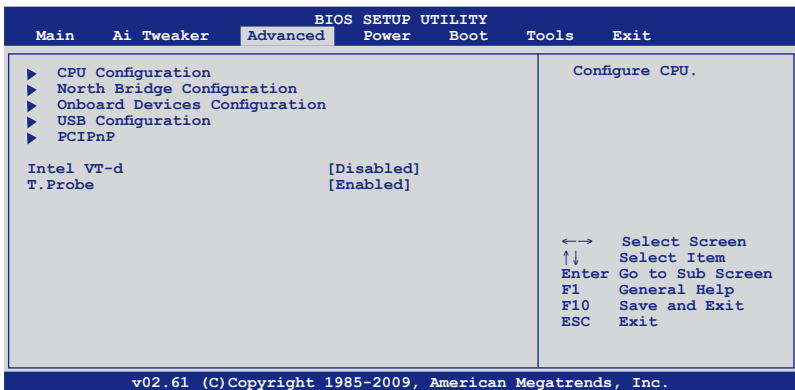 BIOS SETUP UTILITY
Main Ai Tweaker Advanced Power Boot Tools Exit
CPU Configuration
North Bridge Configuration
Onboard Devices Configuration
USB Configuration
PCIPnP
Intel VT-d [Disabled]
T.Probe [Enabled]
Configure CPU.
←→ Select Screen
↑↓ Select Item
Enter Go to Sub Screen
F1 General Help
F10 Save and Exit
ESC Exit
v02.61 (C)Copyright 1985-2009, American Megatrends, Inc.